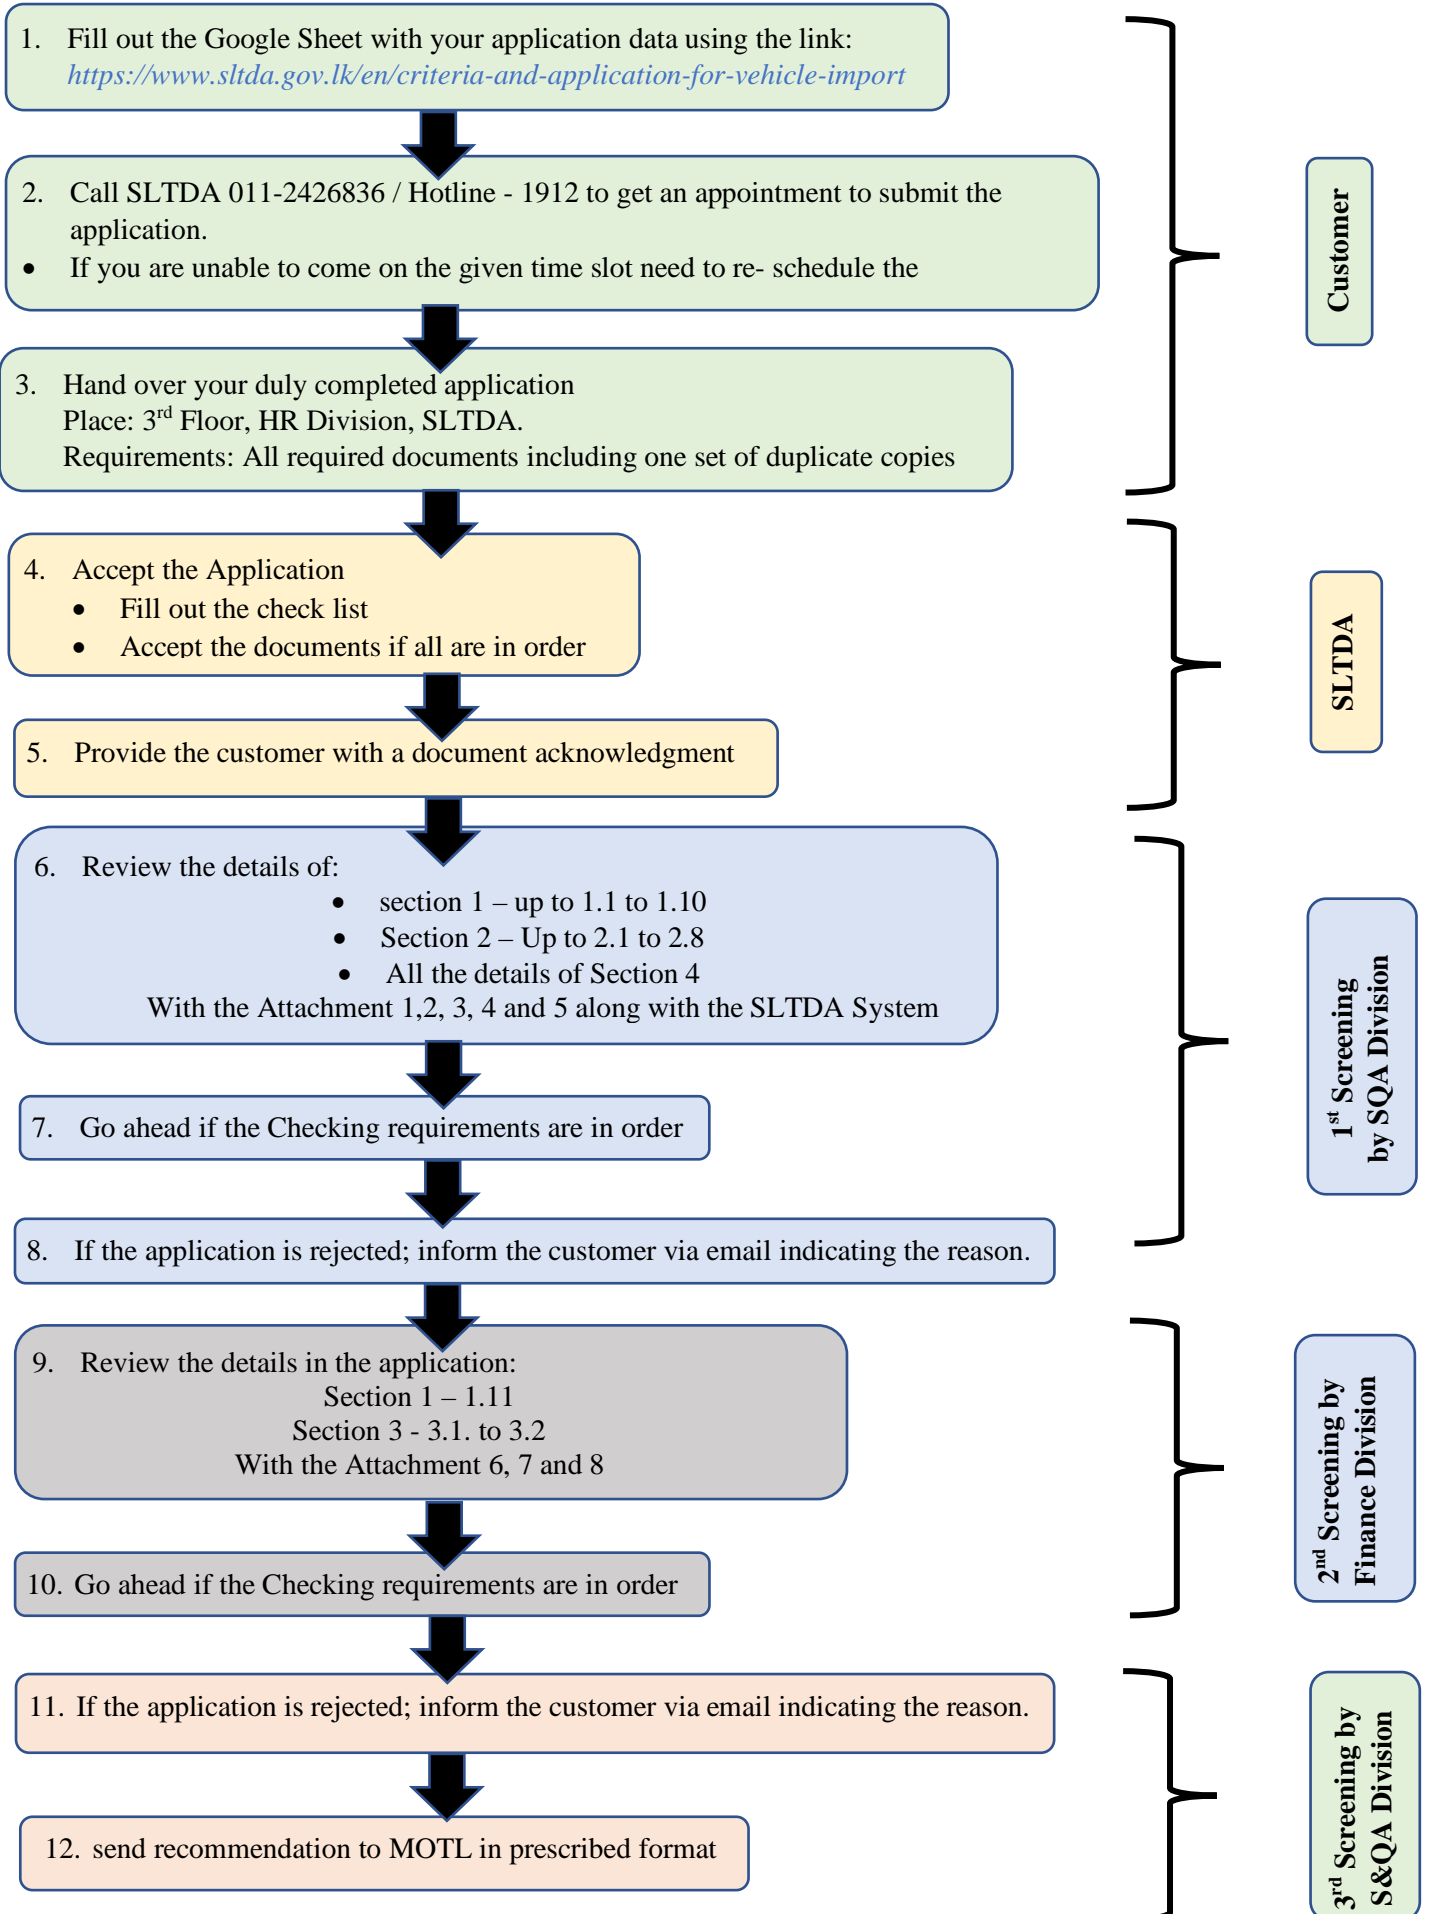 1. Fill out the Google Sheet with your application data using the link:
https://www.sltda.gov.lk/en/criteria-and-application-for-vehicle-import
2. Call SLTDA 011-2426836 / Hotline - 1912 to get an appointment to submit the
application.
• If you are unable to come on the given time slot need to re- schedule the
Customer
3. Hand over your duly completed application
Place: 3rd Floor, HR Division, SLTDA.
Requirements: All required documents including one set of duplicate copies
4. Accept the Application
• Fill out the check list
• Accept the documents if all are in order
SLTDA
5. Provide the customer with a document acknowledgment
6. Review the details of:
• section 1 – up to 1.1 to 1.10
• Section 2 – Up to 2.1 to 2.8
• All the details of Section 4
With the Attachment 1,2, 3, 4 and 5 along with the SLTDA System
7. Go ahead if the Checking requirements are in order
8. If the application is rejected; inform the customer via email indicating the reason.
1st Screening
by SQA Division
9. Review the details in the application:
Section 1 – 1.11
Section 3 - 3.1. to 3.2
With the Attachment 6, 7 and 8
10. Go ahead if the Checking requirements are in order
2nd Screening by
Finance Division
11. If the application is rejected; inform the customer via email indicating the reason.
12. send recommendation to MOTL in prescribed format
3rd Screening by
S&QA Division